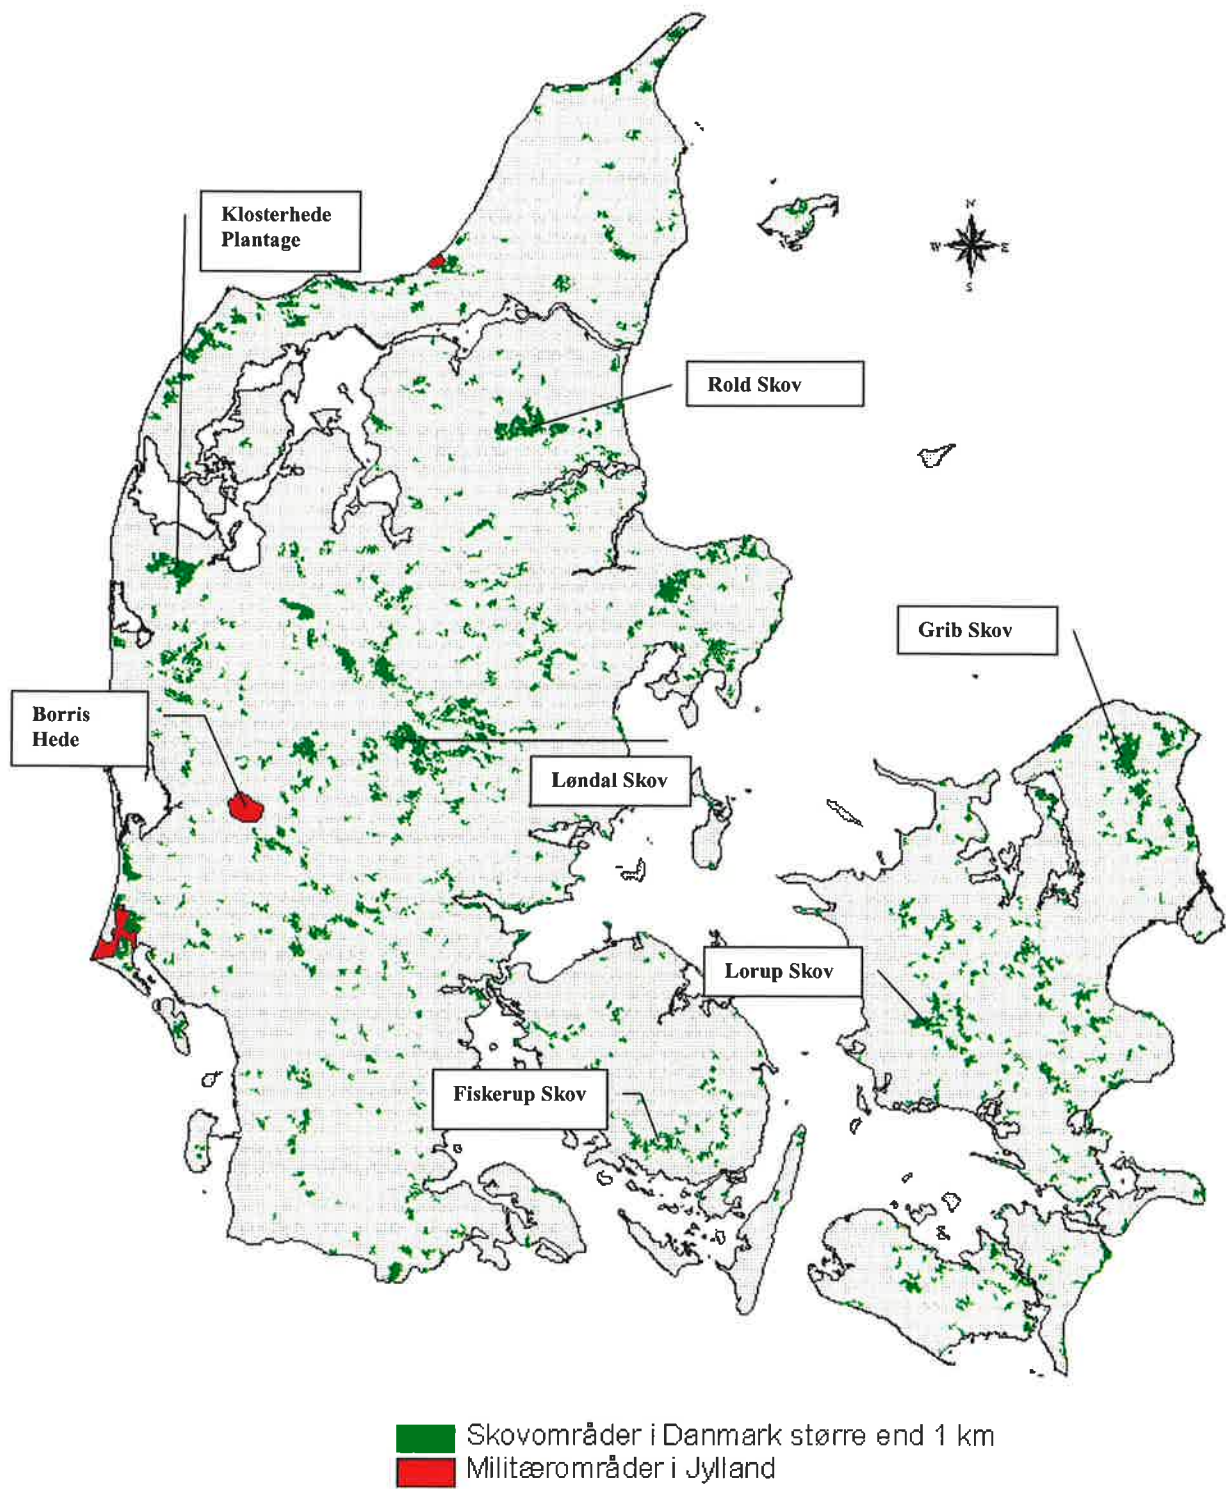 Klosterhede
Plantage
N
W E
S
Rold Skov
Grib Skov
Borris
Hede
Løndal Skov
Lorup Skov
Fiskerup Skov
Skovområder i Danmark større end 1 km
Militærområder i Jylland